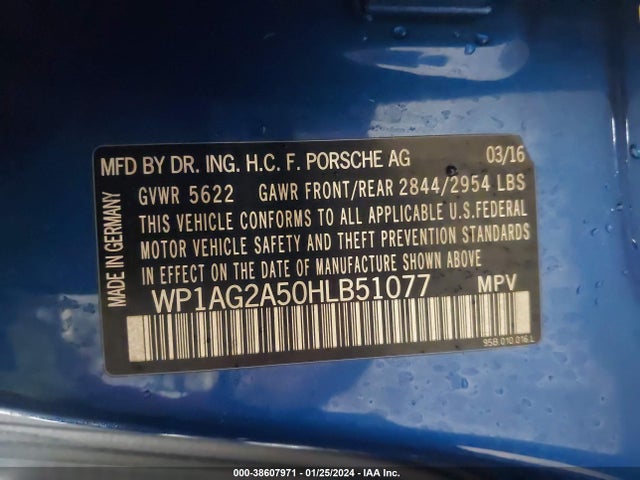 MFD BY DR. ING. H.C. F. PORSCHE AG 03/16
GVWR 5622 GAWR FRONT/REAR 2844/2954 LBS
THIS VEHICLE CONFORMS TO ALL APPLICABLE U.S.FEDERAL
MOTOR VEHICLE SAFETY AND THEFT PREVENTION STANDARDS
IN EFFECT ON THE DATE OF MANUFACTURE SHOWN ABOVE
WP1AG2A50HLB51077 MPV
MADE IN GERMANY
95B 010 016 L
000-38607971 - 01/25/2024 - IAA Inc.